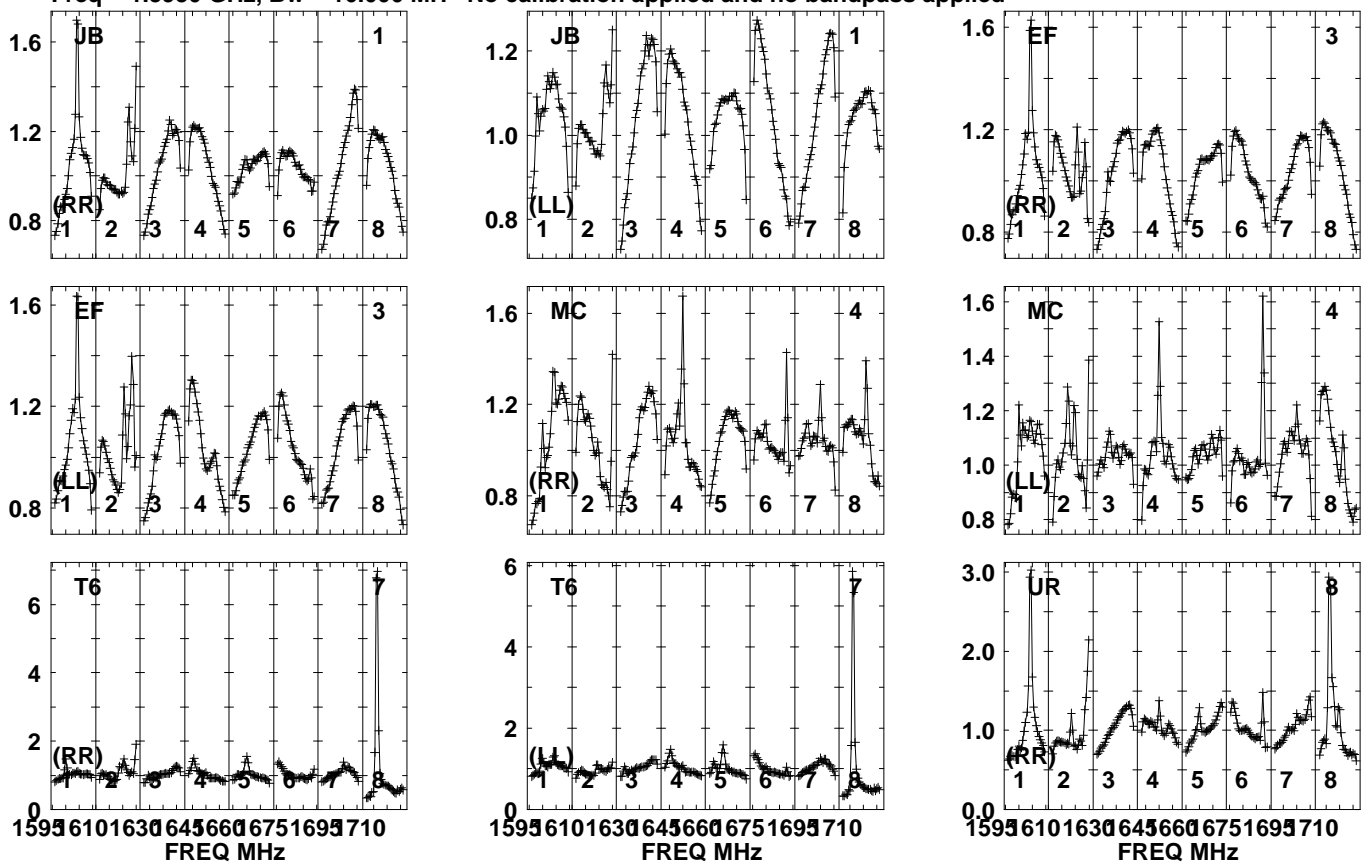 No calibration applied and no bandpass applied
1.6 JB 1
1.2
0.8 (RR) 1 2 3 4 5 6 7 8
JB 1
1.2
1.0
0.8 (LL) 1 2 3 4 5 6 7 8
1.6 EF 3
1.2
0.8 (RR) 1 2 3 4 5 6 7 8
1.6 EF 3
1.2
0.8 (LL) 1 2 3 4 5 6 7 8
1.6 MC 4
1.2
0.8 (RR) 1 2 3 4 5 6 7 8
1.6 MC 4
1.4
1.2
1.0
0.8 (LL) 1 2 3 4 5 6 7 8
T6 7
6
4
2
0 (RR) 1 2 3 4 5 6 7 8
6 T6 7
5
4
3
2
1
0 (LL) 1 2 3 4 5 6 7 8
3.0 UR 8
2.0
1.0
0.0 (RR) 1 2 3 4 5 6 7 8
1595 1610 1630 1645 1660 1675 1695 1710
FREQ MHz
1595 1610 1630 1645 1660 1675 1695 1710
FREQ MHz
1595 1610 1630 1645 1660 1675 1695 1710
FREQ MHz